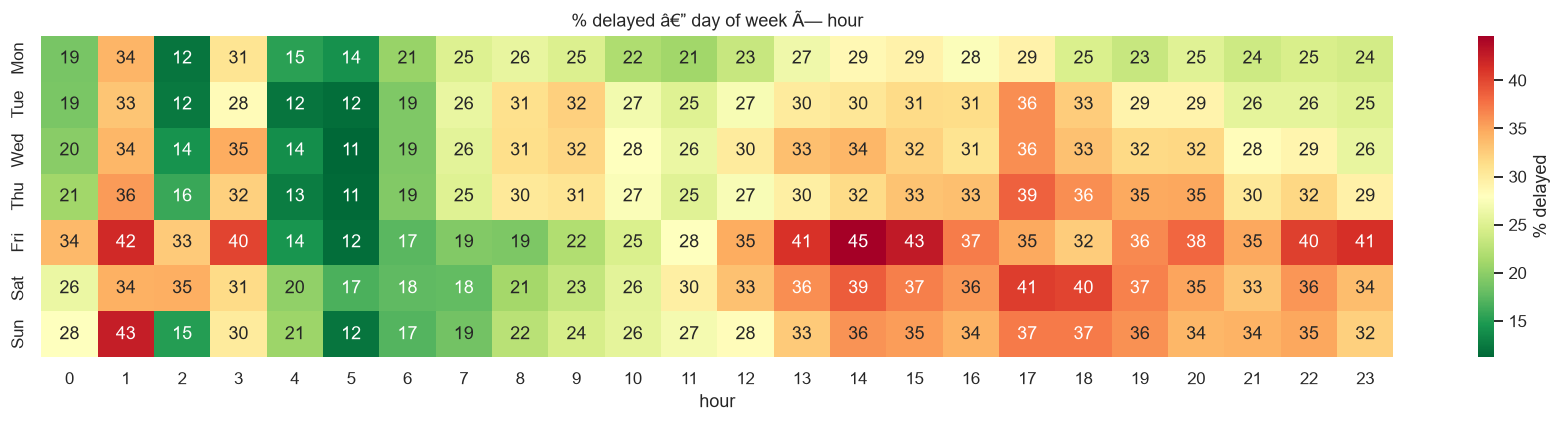 % delayed â€” day of week Ã— hour
Mon 19 34 12 31 15 14 21 25 26 25 22 21 23 27 29 29 28 29 25 23 25 24 25 24
Tue 19 33 12 28 12 12 19 26 31 32 27 25 27 30 30 31 31 36 33 29 29 26 26 25
Wed 20 34 14 35 14 11 19 26 31 32 28 26 30 33 34 32 31 36 33 32 32 28 29 26
Thu 21 36 16 32 13 11 19 25 30 31 27 25 27 30 32 33 33 39 36 35 35 30 32 29
Fri 34 42 33 40 14 12 17 19 19 22 25 28 35 41 45 43 37 35 32 36 38 35 40 41
Sat 26 34 35 31 20 17 18 18 21 23 26 30 33 36 39 37 36 41 40 37 35 33 36 34
Sun 28 43 15 30 21 12 17 19 22 24 26 27 28 33 36 35 34 37 37 36 34 34 35 32
0 1 2 3 4 5 6 7 8 9 10 11 12 13 14 15 16 17 18 19 20 21 22 23
hour
40
35
30
25
20
15
% delayed